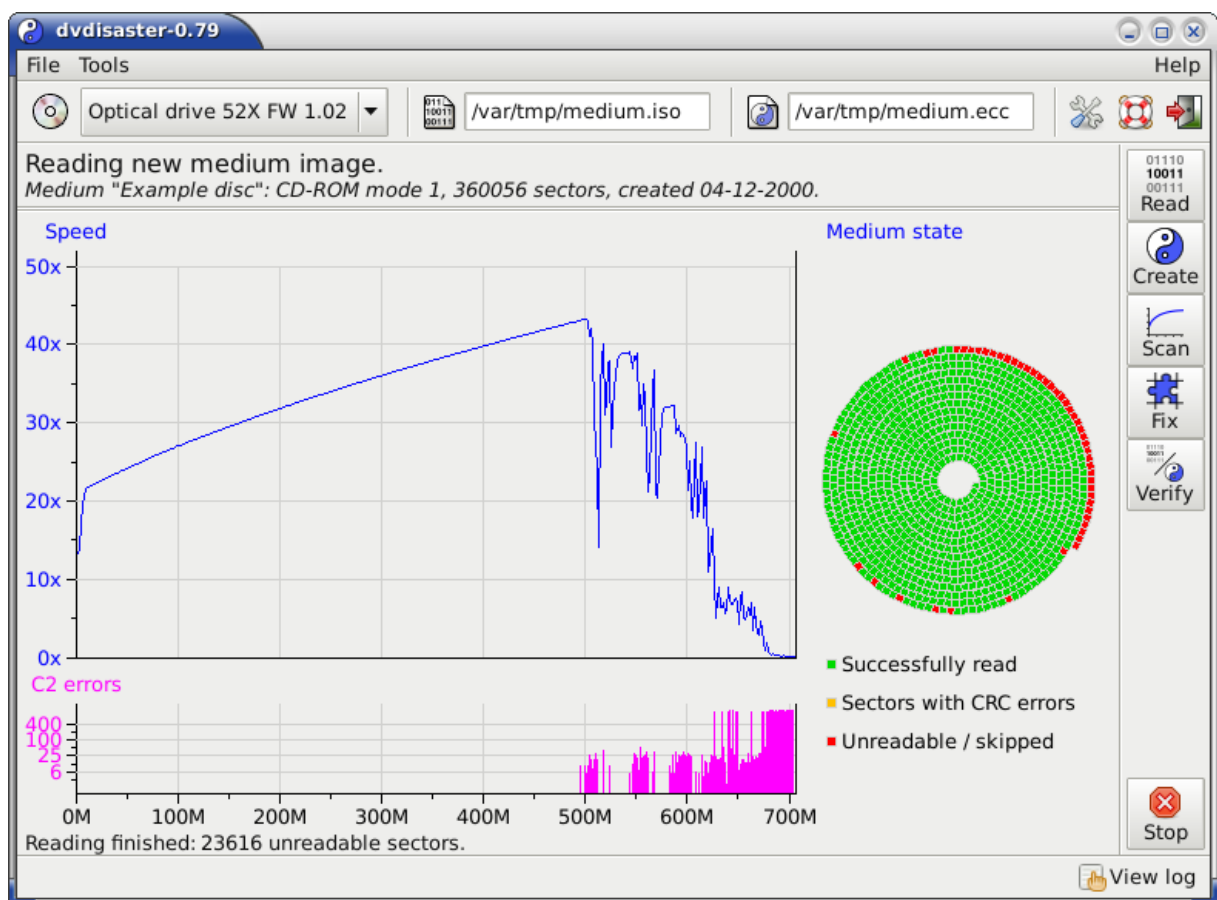 dvdisaster-0.79
File Tools Help
Optical drive 52X FW 1.02 /var/tmp/medium.iso /var/tmp/medium.ecc
Reading new medium image.
Medium "Example disc": CD-ROM mode 1, 360056 sectors, created 04-12-2000.
01110
10011
00111
Read
Create
Scan
Fix
Verify
Speed
50x
40x
30x
20x
10x
0x
C2 errors
400
100
25
6
0M 100M 200M 300M 400M 500M 600M 700M
Medium state
Successfully read
Sectors with CRC errors
Unreadable / skipped
Reading finished: 23616 unreadable sectors.
Stop
View log